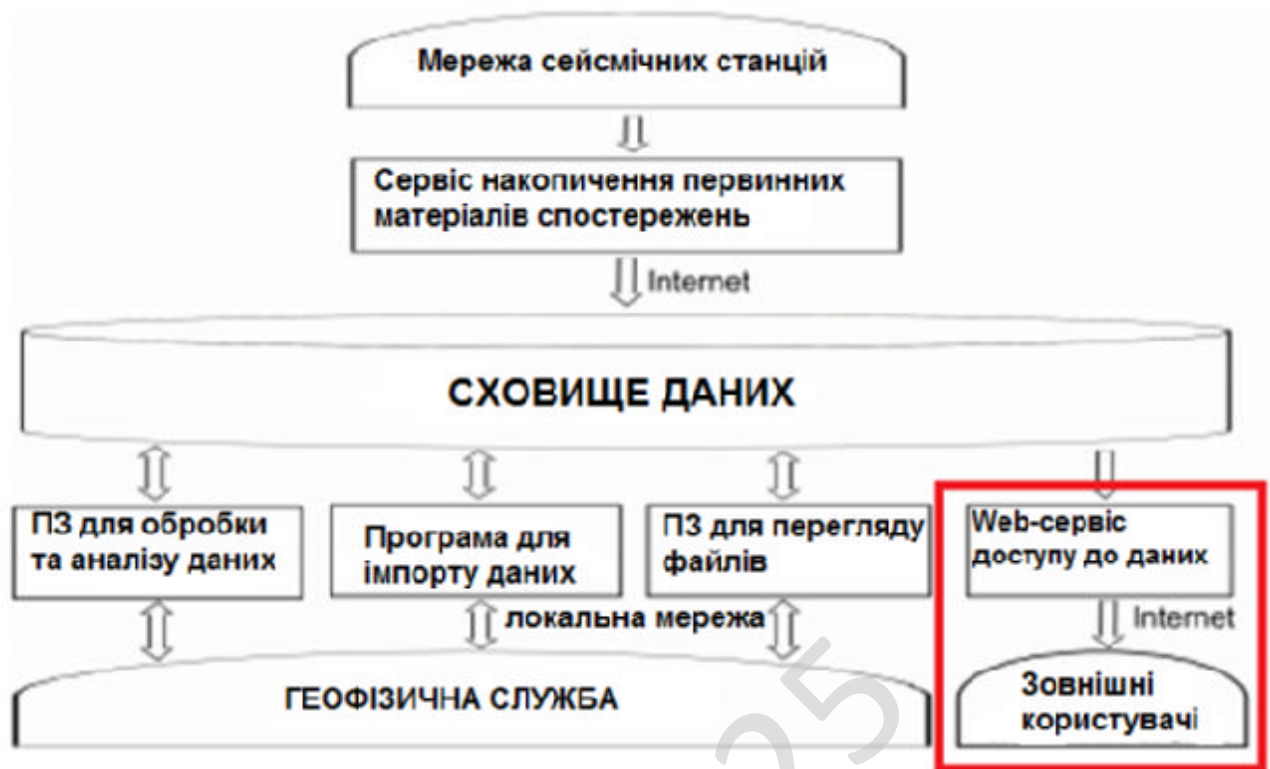 Мережа сейсмічних станцій
Сервіс накопичення первинних
матеріалів спостережень
Internet
СХОВИЩЕ ДАНИХ
ПЗ для обробки
та аналізу даних
Програма для
імпорту даних
ПЗ для перегляду
файлів
Web-сервіс
доступу до даних
локальна мережа
Internet
ГЕОФІЗИЧНА СЛУЖБА
Зовнішні
користувачі
25